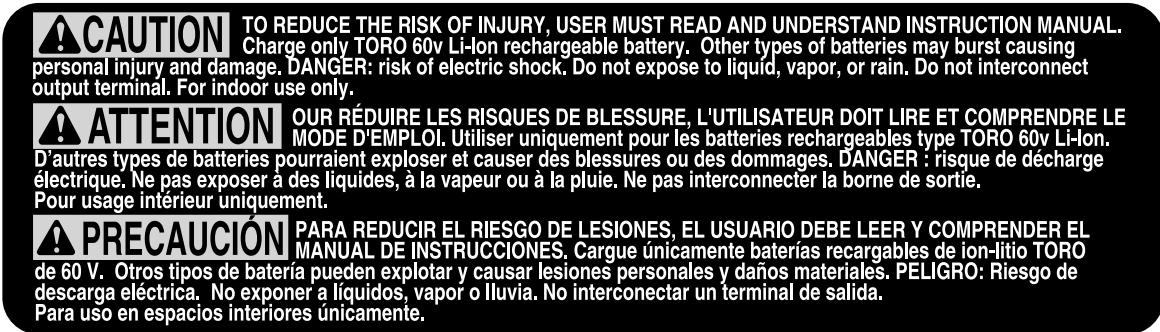 CAUTION TO REDUCE THE RISK OF INJURY, USER MUST READ AND UNDERSTAND INSTRUCTION MANUAL.
Charge only TORO 60v Li-Ion rechargeable battery. Other types of batteries may burst causing
personal injury and damage. DANGER: risk of electric shock. Do not expose to liquid, vapor, or rain. Do not interconnect
output terminal. For indoor use only.
ATTENTION OUR RÉDUIRE LES RISQUES DE BLESSURE, L'UTILISATEUR DOIT LIRE ET COMPRENDRE LE
MODE D'EMPLOI. Utiliser uniquement pour les batteries rechargeables type TORO 60v Li-Ion.
D'autres types de batteries pourraient exploser et causer des blessures ou des dommages. DANGER : risque de décharge
électrique. Ne pas exposer à des liquides, à la vapeur ou à la pluie. Ne pas interconnecter la borne de sortie.
Pour usage intérieur uniquement.
PRECAUCIÓN PARA REDUCIR EL RIESGO DE LESIONES, EL USUARIO DEBE LEER Y COMPRENDER EL
MANUAL DE INSTRUCCIONES. Cargue únicamente baterías recargables de ion-litio TORO
de 60 V. Otros tipos de batería pueden explotar y causar lesiones personales y daños materiales. PELIGRO: Riesgo de
descarga eléctrica. No exponer a líquidos, vapor o lluvia. No interconectar un terminal de salida.
Para uso en espacios interiores únicamente.